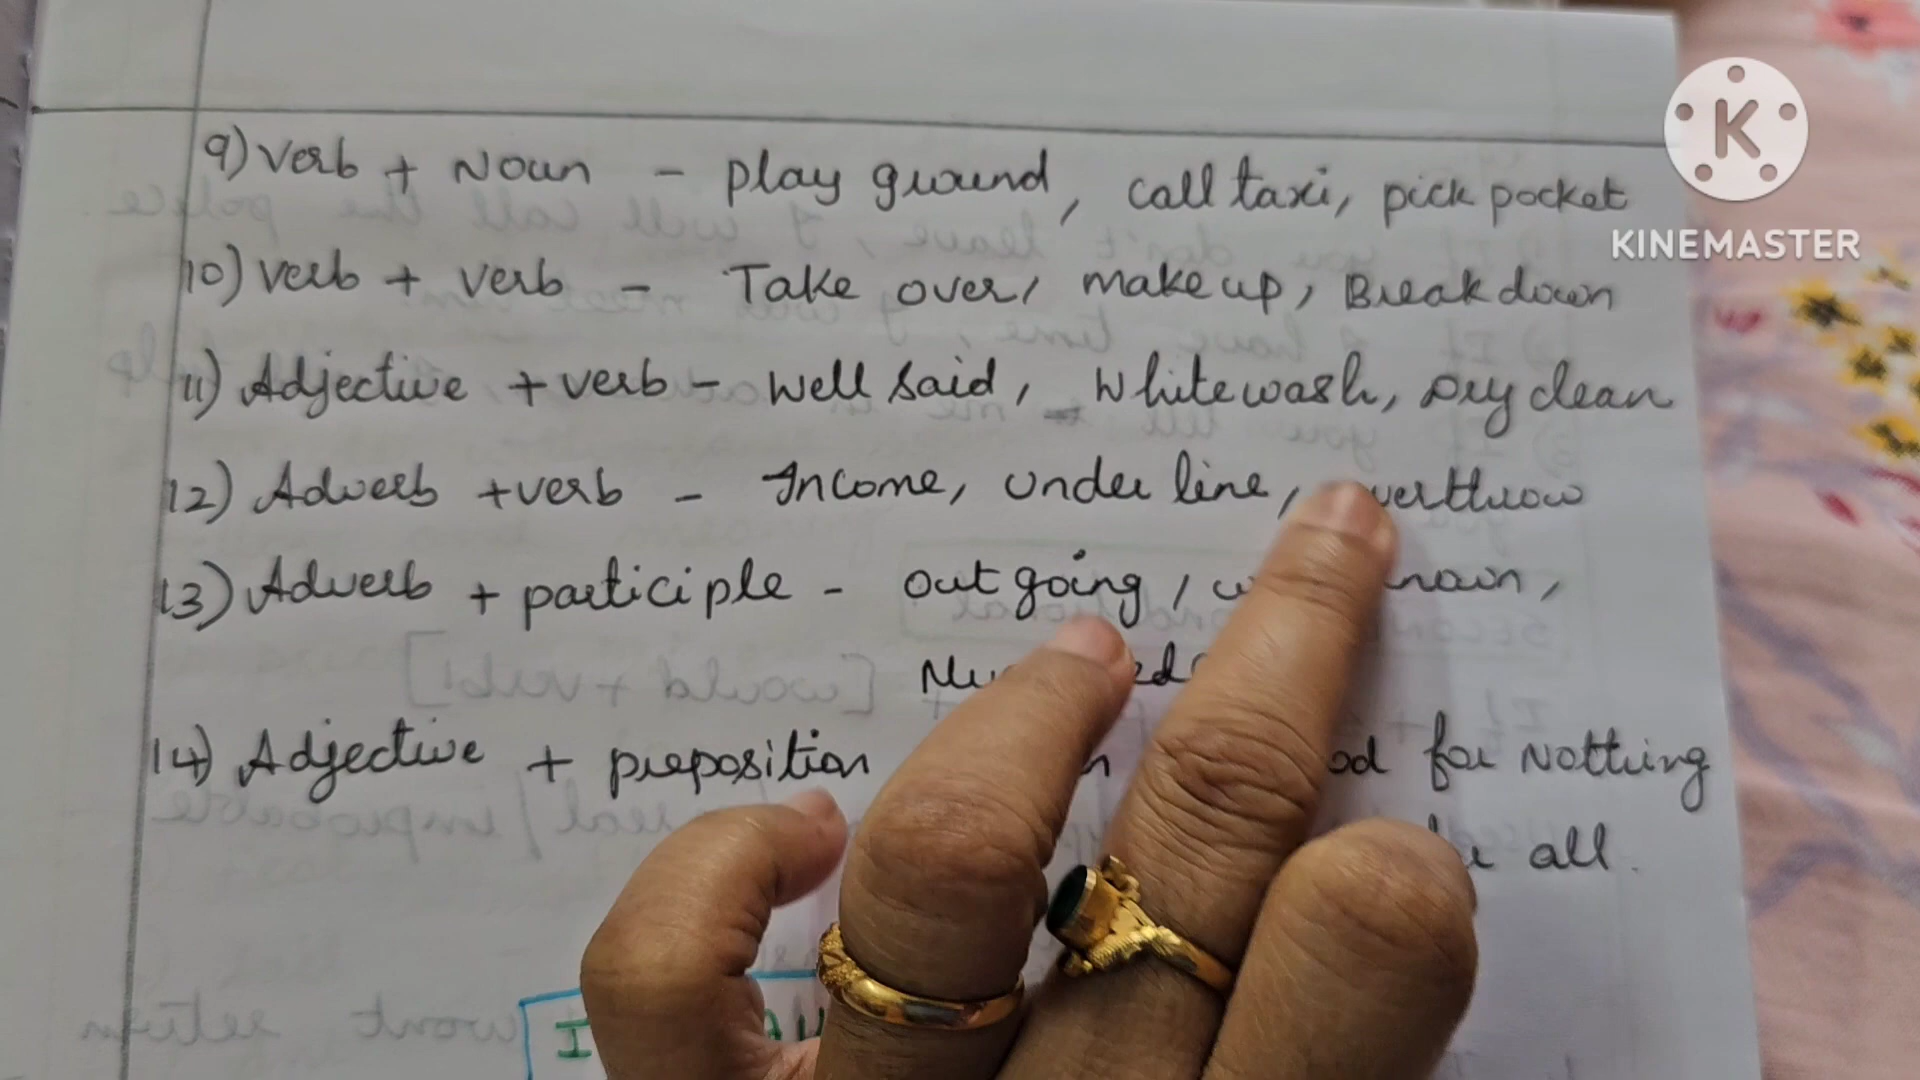 9) Verb + Noun - play ground, call taxi, pick pocket
KINEMASTER
10) Verb + verb - Take over, make up, Break down
11) Adjective + verb - Well said, White wash, Dry clean
12) Adverb + verb - Income, under line, overthrow
13) Adverb + participle - out going,
14) Adjective + preposition for Nothing
all.